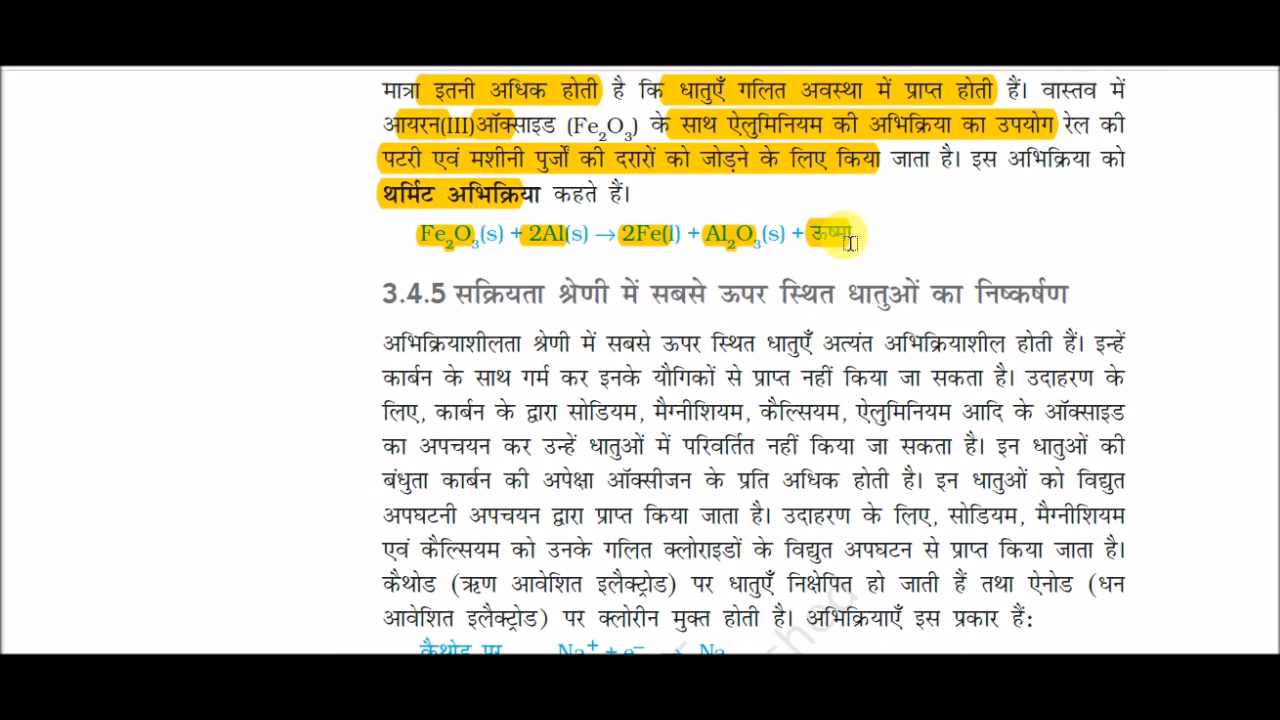 मात्रा इतनी अधिक होती है कि धातुएँ गलित अवस्था में प्राप्त होती हैं। वास्तव में
आयरन(III)ऑक्साइड (Fe₂O₃) के साथ ऐलुमिनियम की अभिक्रिया का उपयोग रेल की
पटरी एवं मशीनी पुर्जों की दरारों को जोड़ने के लिए किया जाता है। इस अभिक्रिया को
थर्मिट अभिक्रिया कहते हैं।
Fe₂O₃(s) + 2Al(s) → 2Fe(l) + Al₂O₃(s) + ऊष्मा
3.4.5 सक्रियता श्रेणी में सबसे ऊपर स्थित धातुओं का निष्कर्षण
अभिक्रियाशीलता श्रेणी में सबसे ऊपर स्थित धातुएँ अत्यंत अभिक्रियाशील होती हैं। इन्हें
कार्बन के साथ गर्म कर इनके यौगिकों से प्राप्त नहीं किया जा सकता है। उदाहरण के
लिए, कार्बन के द्वारा सोडियम, मैग्नीशियम, कैल्सियम, ऐलुमिनियम आदि के ऑक्साइड
का अपचयन कर उन्हें धातुओं में परिवर्तित नहीं किया जा सकता है। इन धातुओं की
बंधुता कार्बन की अपेक्षा ऑक्सीजन के प्रति अधिक होती है। इन धातुओं को विद्युत
अपघटनी अपचयन द्वारा प्राप्त किया जाता है। उदाहरण के लिए, सोडियम, मैग्नीशियम
एवं कैल्सियम को उनके गलित क्लोराइडों के विद्युत अपघटन से प्राप्त किया जाता है।
कैथोड (ऋण आवेशित इलैक्ट्रोड) पर धातुएँ निक्षेपित हो जाती हैं तथा ऐनोड (धन
आवेशित इलैक्ट्रोड) पर क्लोरीन मुक्त होती है। अभिक्रियाएँ इस प्रकार हैं:
कैथोड पर Na⁺ + e⁻ → Na